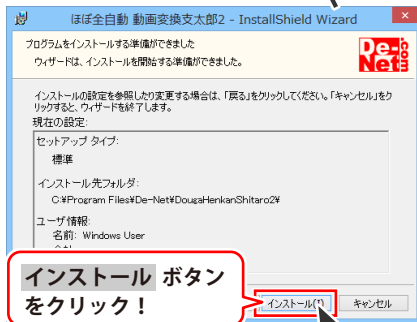 ほぼ全自動 動画変換支太郎2 - InstallShield Wizard
プログラムをインストールする準備ができました
ウィザードは、インストールを開始する準備ができました。
De-
Net's
インストールの設定を参照したり変更する場合は、「戻る」をクリックしてください。「キャンセル」をク
リックすると、ウィザードを終了します。
現在の設定:
セットアップ タイプ:
標準
インストール先フォルダ:
C:¥Program Files¥De-Net¥DougaHenkanShitaro2¥
ユーザ情報:
名前: Windows User
インストール ボタン
をクリック！
インストール(I)
キャンセル